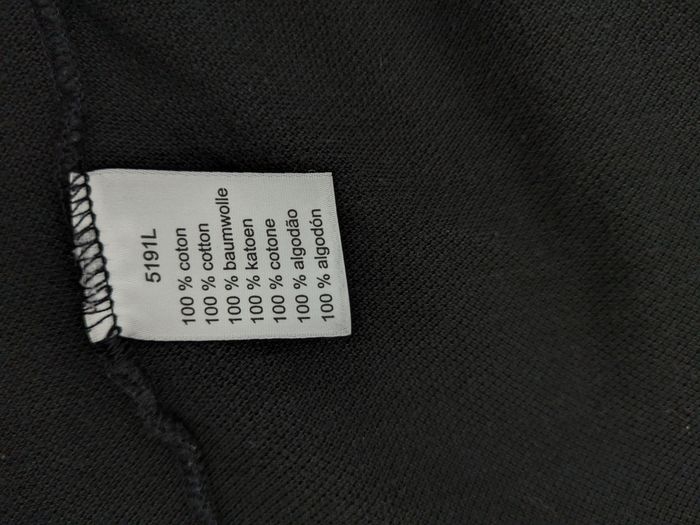 5191L
100 % coton
100 % cotton
100 % baumwolle
100 % katoen
100 % cotone
100 % algodão
100 % algodón